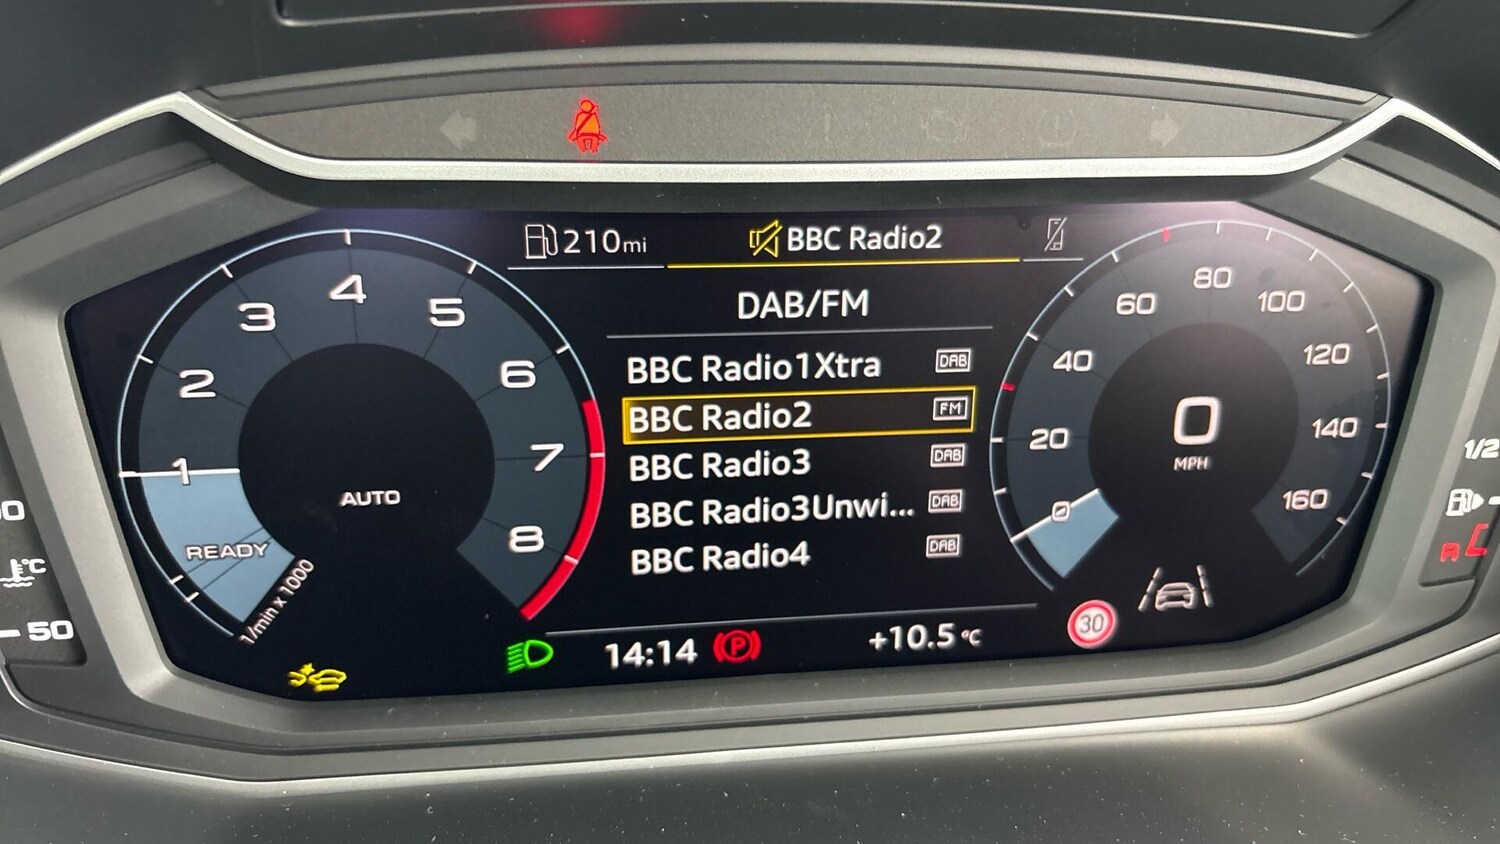 210 mi
BBC Radio2
DAB/FM
BBC Radio1Xtra DAB
BBC Radio2 FM
BBC Radio3 DAB
BBC Radio3Unwi... DAB
BBC Radio4 DAB
1
2
3
4
5
6
7
8
AUTO
READY
1/min x 1000
0
20
40
60
80
100
120
140
160
0
MPH
14:14
P
+10.5 °C
30
°C
50
1/2
R